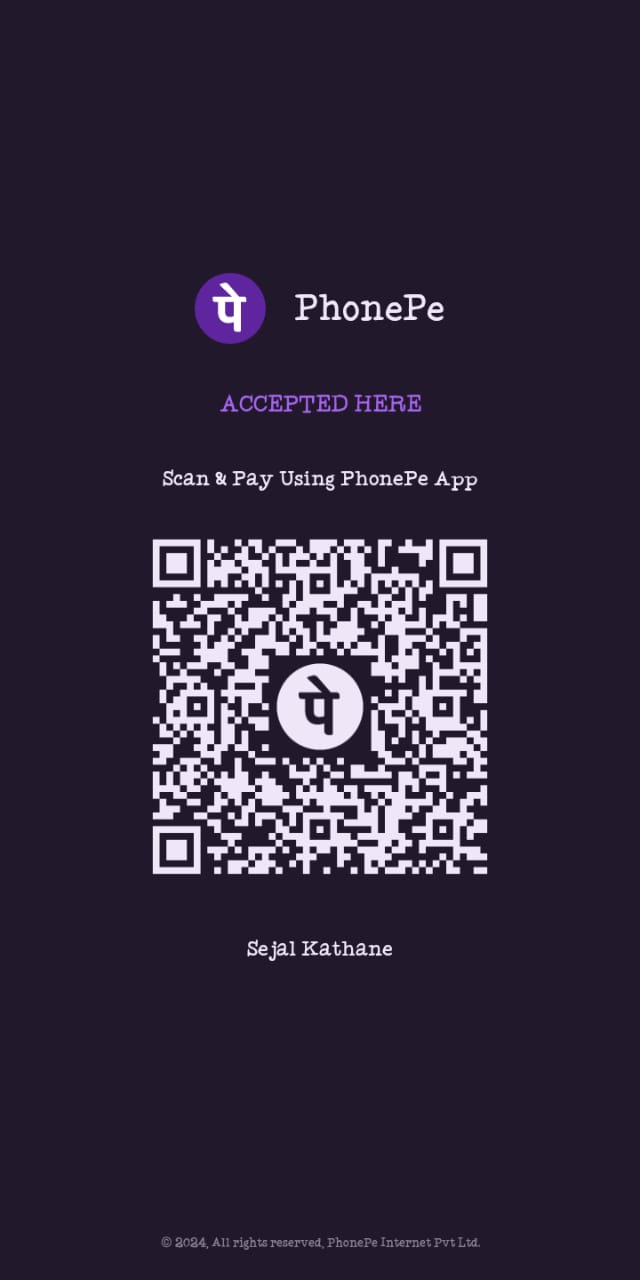 पे PhonePe
ACCEPTED HERE
Scan & Pay Using PhonePe App
पे
Sejal Kathane
© 2024, All rights reserved, PhonePe Internet Pvt Ltd.